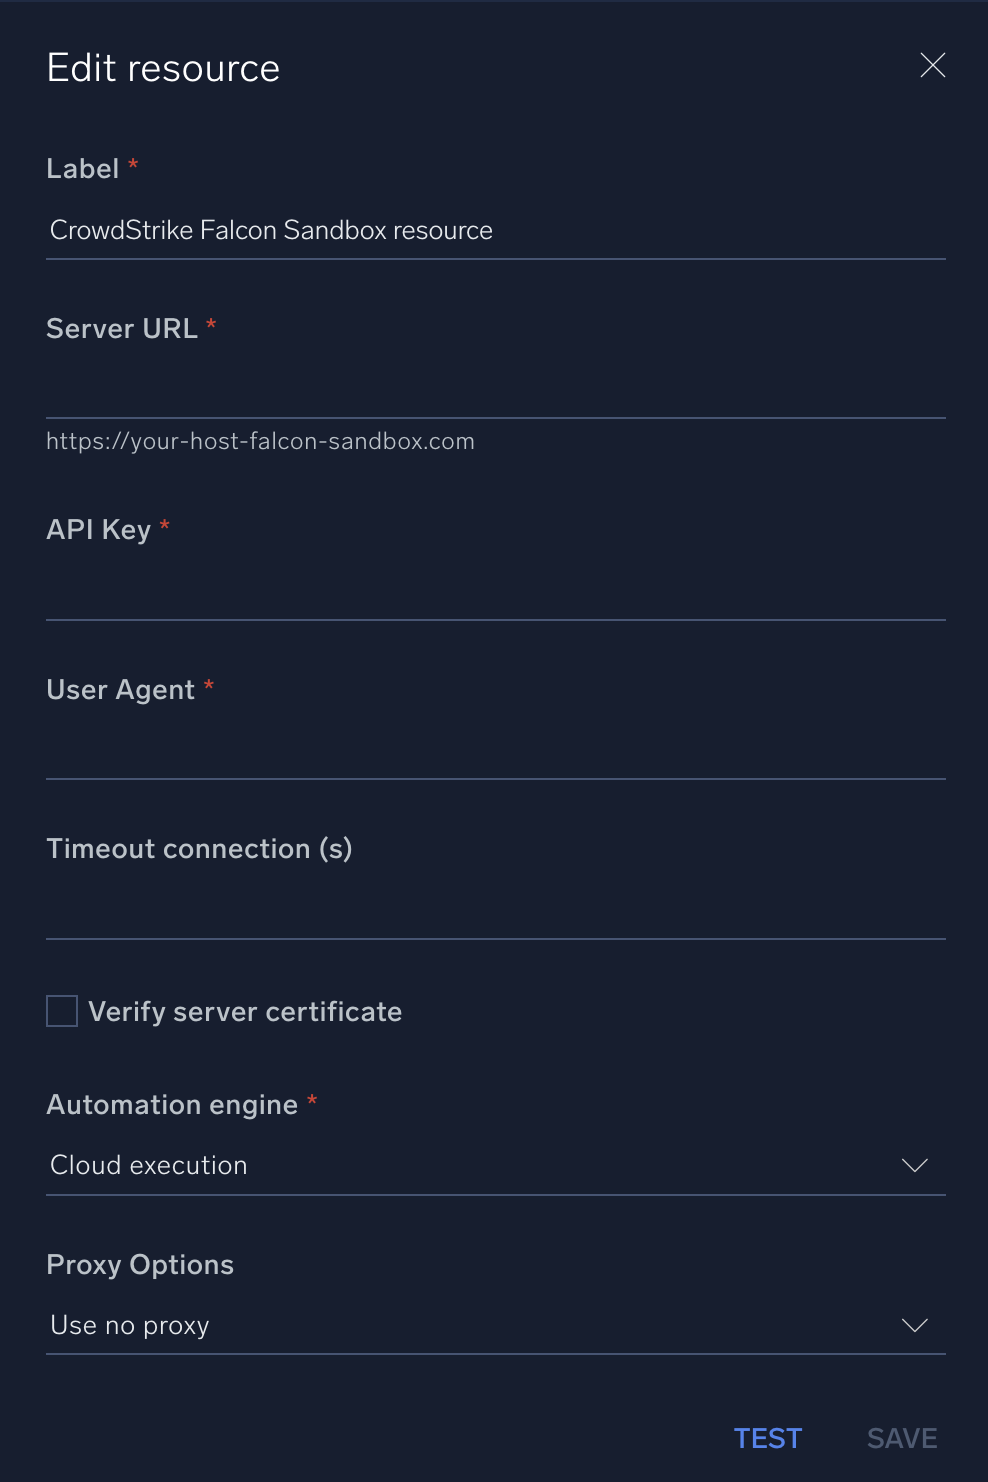 Edit resource
Label *
CrowdStrike Falcon Sandbox resource
Server URL *
https://your-host-falcon-sandbox.com
API Key *
User Agent *
Timeout connection (s)
Verify server certificate
Automation engine *
Cloud execution
Proxy Options
Use no proxy
TEST SAVE